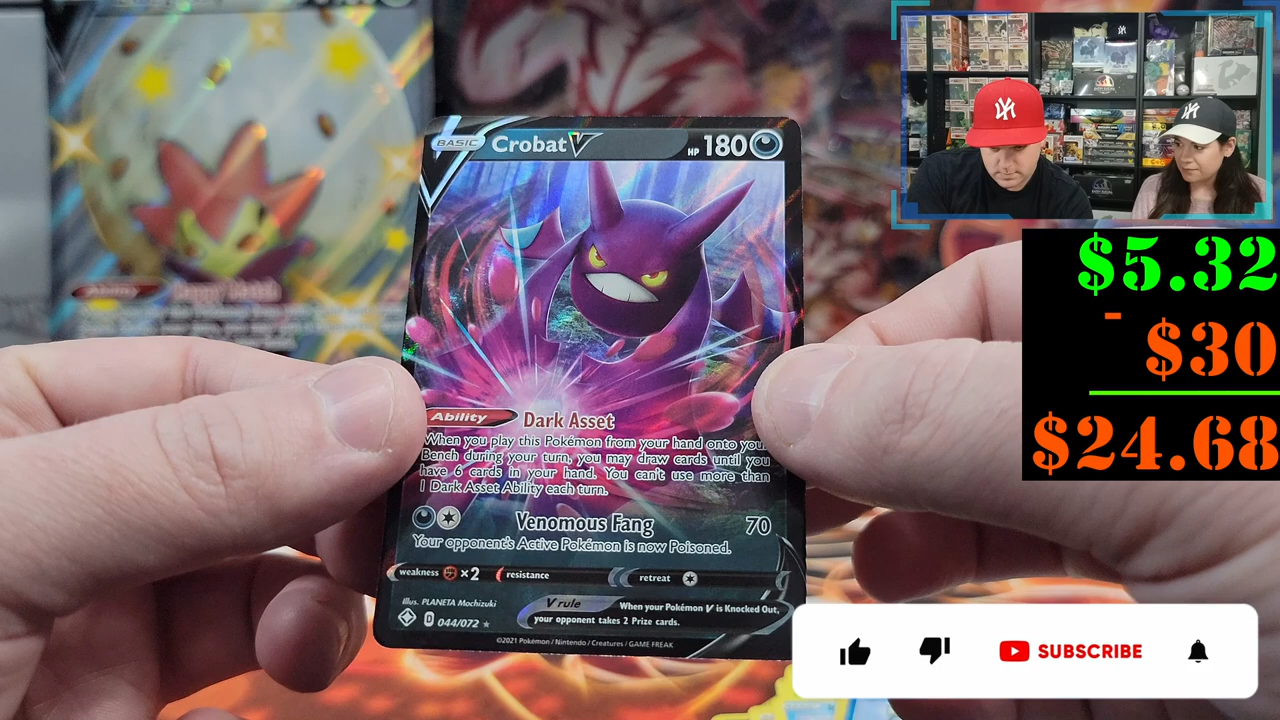 BASIC Crobat V HP 180
Ability Dark Asset
When you play this Pokémon from your hand onto you
Bench during your turn, you may draw cards until you
have 6 cards in your hand. You can't use more than
1 Dark Asset Ability each turn.
Venomous Fang 70
Your opponent's Active Pokémon is now Poisoned.
weakness ×2 resistance retreat
Illus. PLANETA Mochizuki
V rule When your Pokémon V is Knocked Out,
your opponent takes 2 Prize cards.
D 044/072 ★
©2021 Pokémon / Nintendo / Creatures / GAME FREAK
Ability
NY
NY
$5.32
- $30
$24.68
SUBSCRIBE